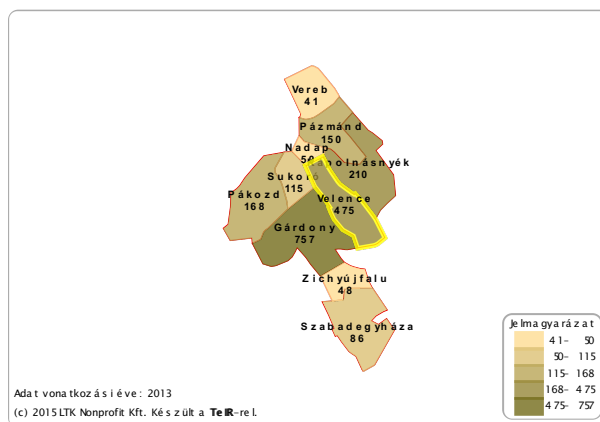 Vereb
41
Pázmánd
150
Nadap
50
Sukoró
115
Kápolnásnyék
210
Pákozd
168
Velence
475
Gárdony
757
Zichyújfalu
48
Szabadegyháza
86
Jelmagyarázat
41- 50
50- 115
115- 168
168- 475
475- 757
Adat vonatkozási éve: 2013
(c) 2015 LTK Nonprofit Kft. Készült a TeIR-rel.